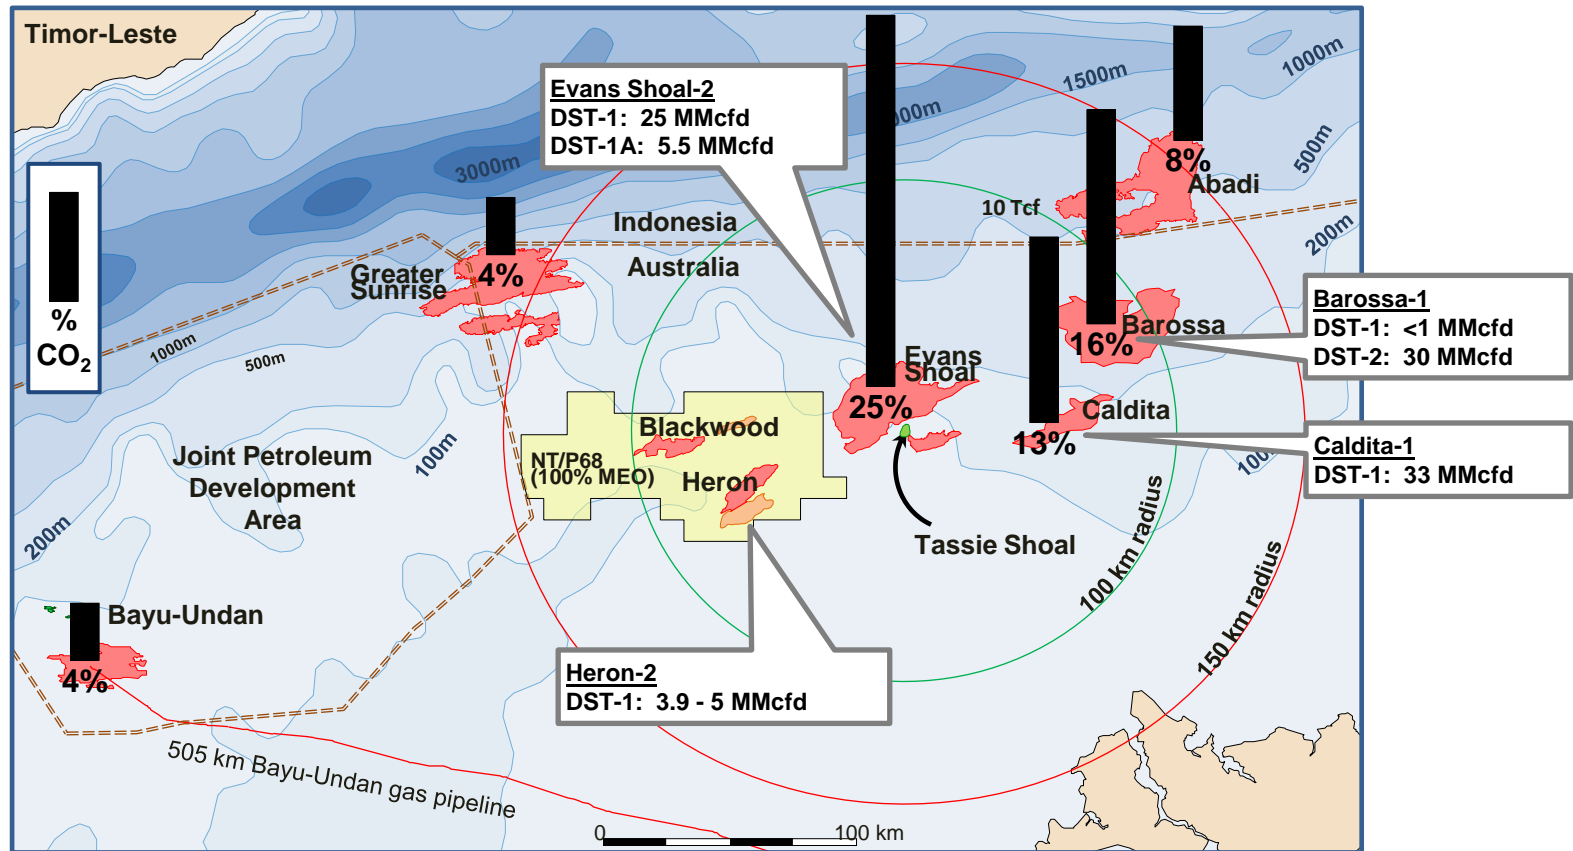 Timor-Leste
Evans Shoal-2
DST-1: 25 MMcfd
DST-1A: 5.5 MMcfd
1500m
1000m
500m
200m
3000m
8%
Abadi
10 Tcf
Indonesia
Australia
%
CO2
Greater
Sunrise
4%
1000m
500m
Barossa
16%
Barossa-1
DST-1: <1 MMcfd
DST-2: 30 MMcfd
Evans
Shoal
25%
Caldita
13%
Caldita-1
DST-1: 33 MMcfd
Blackwood
NT/P68
(100% MEO)
Heron
Joint Petroleum
Development
Area
100m
200m
Tassie Shoal
100 km radius
150 km radius
Bayu-Undan
4%
Heron-2
DST-1: 3.9 - 5 MMcfd
505 km Bayu-Undan gas pipeline
0
100 km